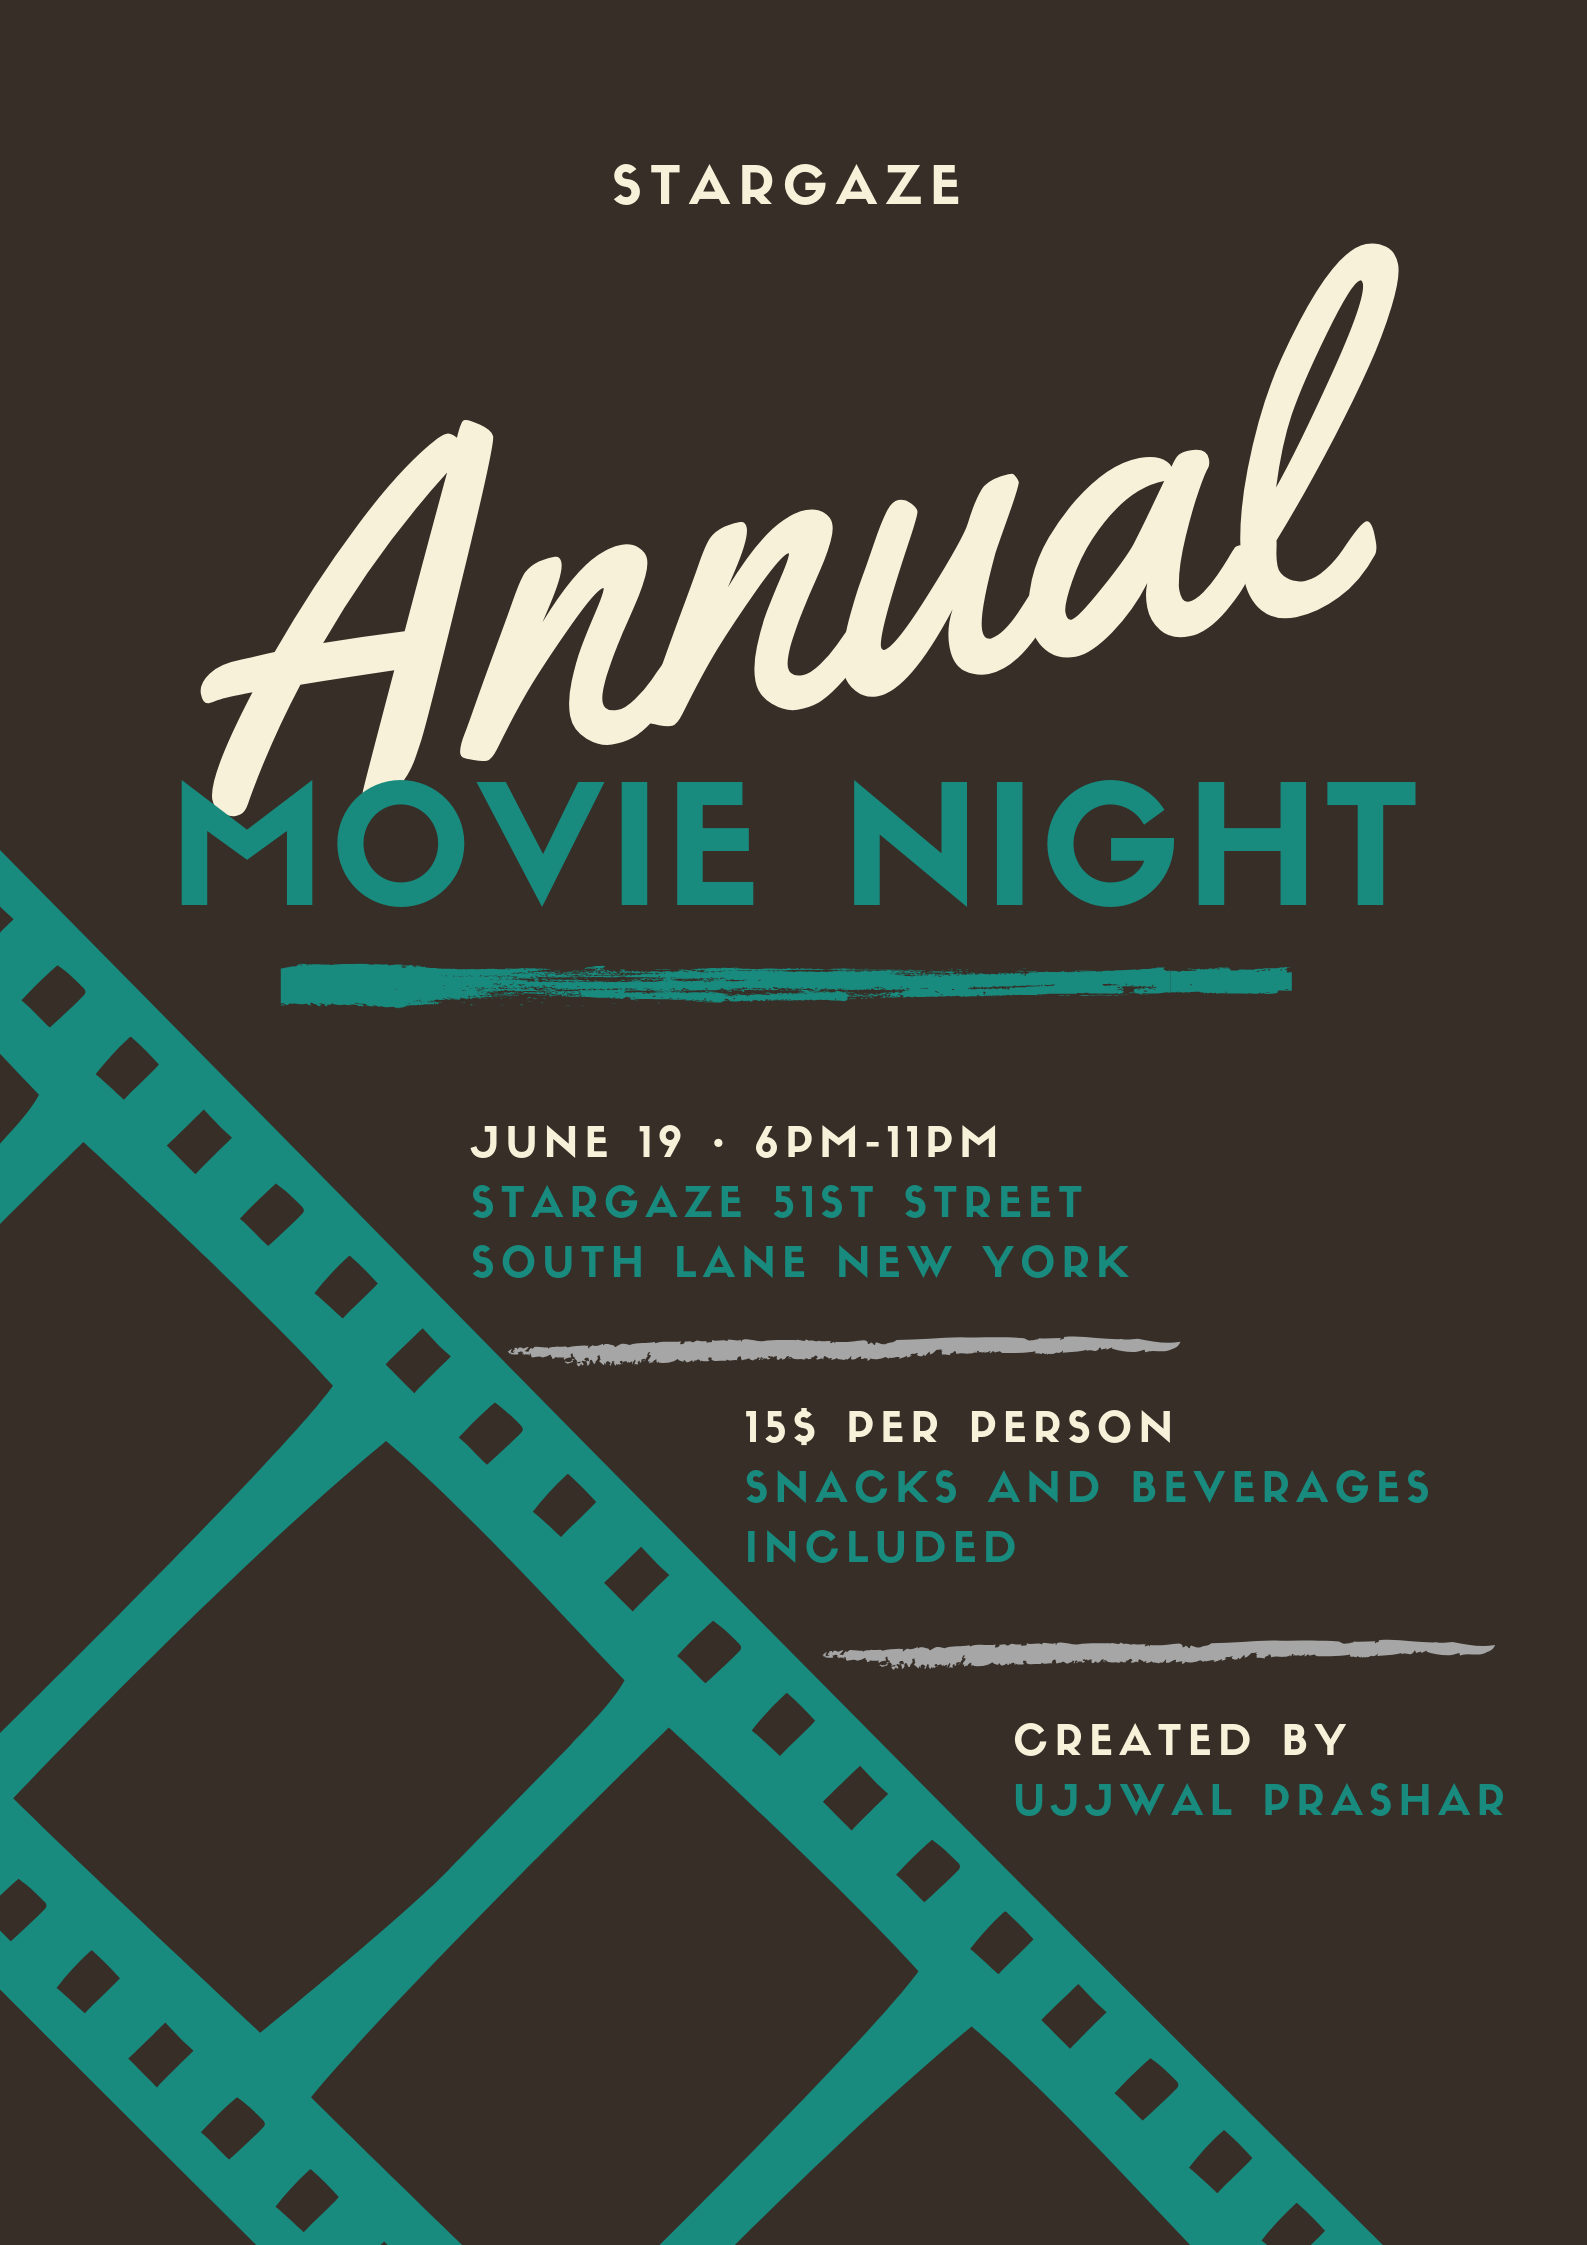 STARGAZE
Annual
MOVIE NIGHT
JUNE 19 · 6PM-11PM
STARGAZE 51ST STREET
SOUTH LANE NEW YORK
15$ PER PERSON
SNACKS AND BEVERAGES
INCLUDED
CREATED BY
UJJWAL PRASHAR